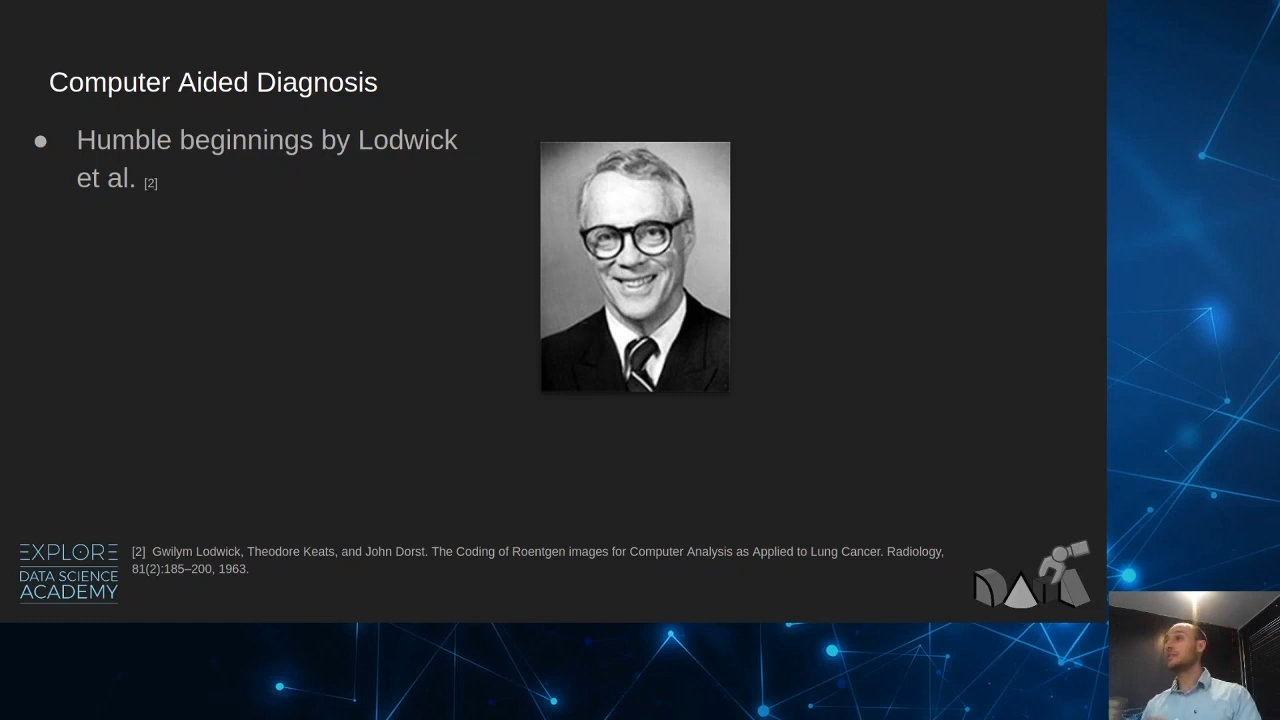 Computer Aided Diagnosis
● Humble beginnings by Lodwick
et al. [2]
EXPLORE
DATA SCIENCE
ACADEMY
[2] Gwilym Lodwick, Theodore Keats, and John Dorst. The Coding of Roentgen images for Computer Analysis as Applied to Lung Cancer. Radiology,
81(2):185–200, 1963.